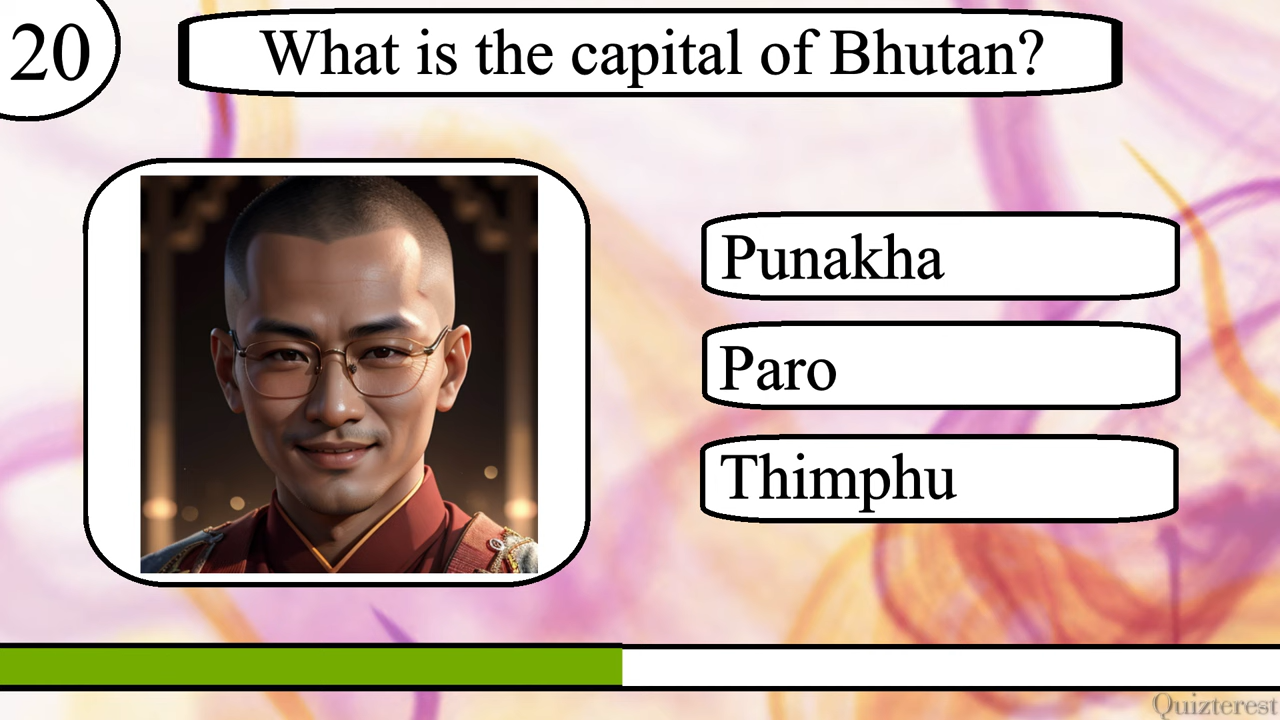 20
What is the capital of Bhutan?
Punakha
Paro
Thimphu
Quizterest